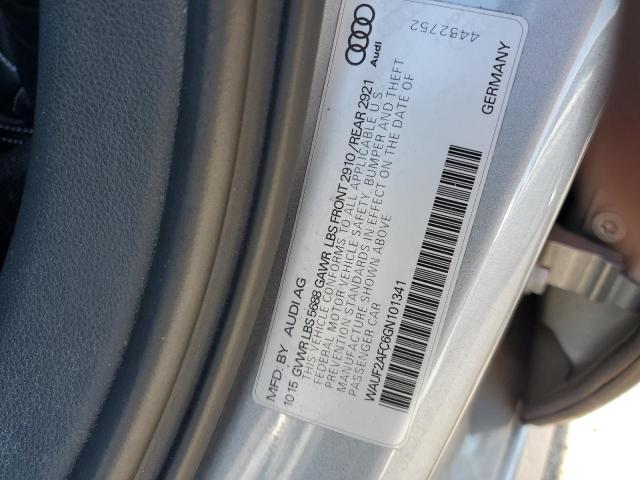 MFD. BY AUDI AG
10 15 GVWR LBS 5688 GAWR LBS FRONT 2910 / REAR 2921
THIS VEHICLE CONFORMS TO ALL APPLICABLE U S
FEDERAL MOTOR VEHICLE SAFETY, BUMPER AND THEFT
PREVENTION STANDARDS IN EFFECT ON THE DATE OF
MANUFACTURE SHOWN ABOVE
PASSENGER CAR
WAUF2AFC6GN101341
Audi
4482752
GERMANY